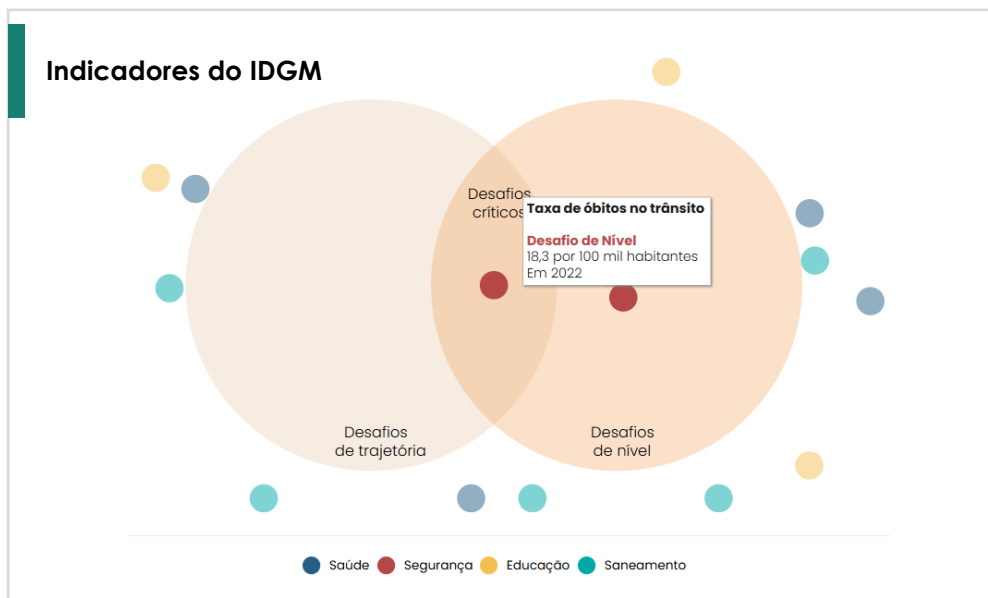 Indicadores do IDGM
Desafios
críticos
Taxa de óbitos no trânsito
Desafio de Nível
18,3 por 100 mil habitantes
Em 2022
Desafios
de trajetória
Desafios
de nível
Saúde
Segurança
Educação
Saneamento